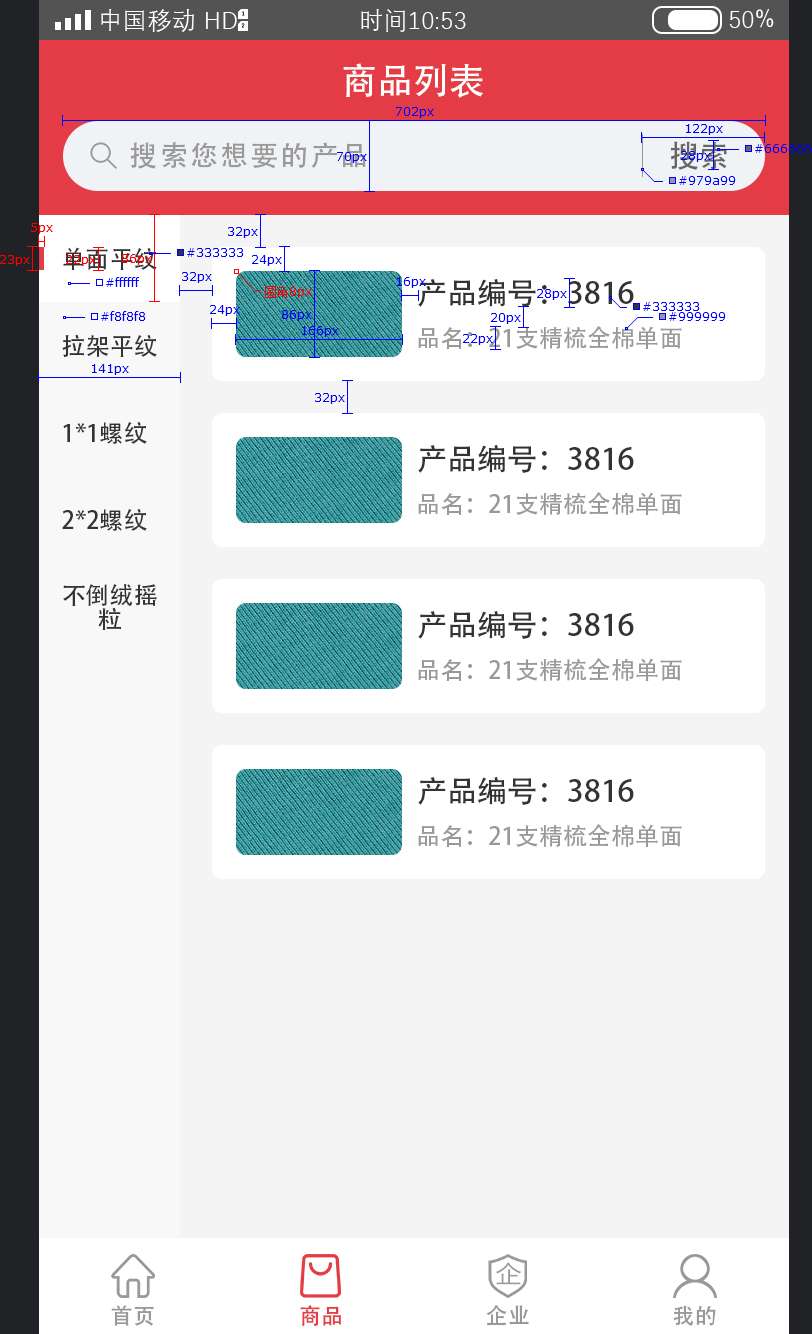 中国移动 HD 时间10:53 50%
商品列表
702px
122px
搜索您想要的产品 70px 搜索 28px #666666
#979a99
5px 32px
单面平纹 23px 86px #333333 24px
32px 16px
产品编号：3816 28px
#ffffff 圆角8px #333333
#f8f8f8 24px 86px 20px #999999
拉架平纹 166px 品名：21支精梳全棉单面 22px
141px
32px
1*1螺纹
产品编号：3816
品名：21支精梳全棉单面
2*2螺纹
不倒绒摇
粒
产品编号：3816
品名：21支精梳全棉单面
产品编号：3816
品名：21支精梳全棉单面
企
首页 商品 企业 我的